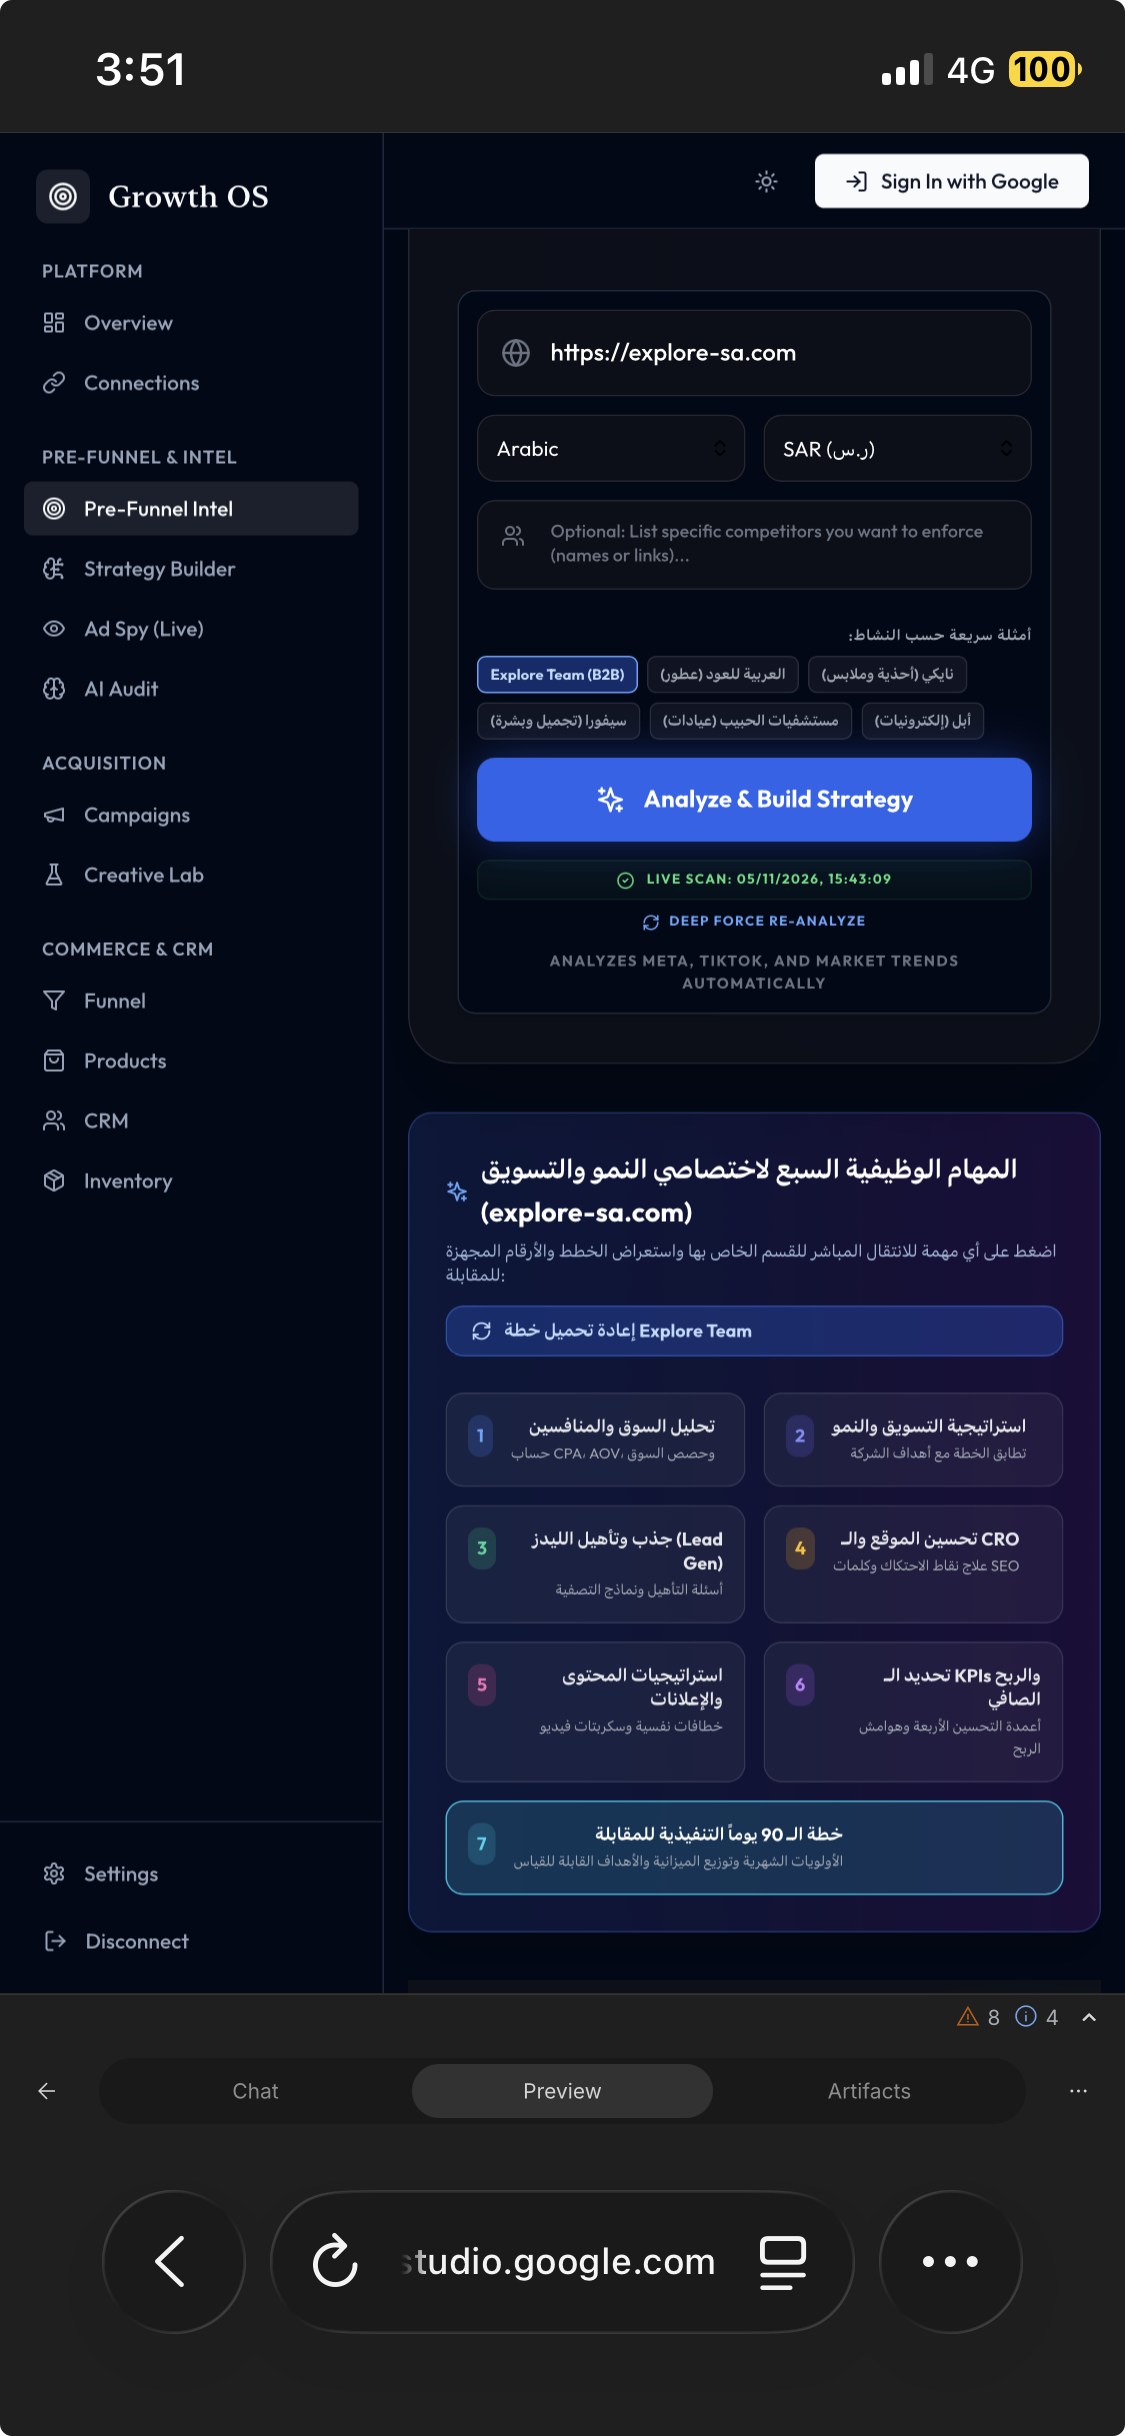 3:51
4G
100
Growth OS
Sign In with Google
PLATFORM
Overview
Connections
PRE-FUNNEL & INTEL
Pre-Funnel Intel
Strategy Builder
Ad Spy (Live)
AI Audit
ACQUISITION
Campaigns
Creative Lab
COMMERCE & CRM
Funnel
Products
CRM
Inventory
Settings
Disconnect
https://explore-sa.com
Arabic
SAR (ر.س)
Optional: List specific competitors you want to enforce
(names or links)...
أمثلة سريعة حسب النشاط:
Explore Team (B2B)
العربية للعود (عطور)
نايكي (أحذية وملابس)
سيفورا (تجميل وبشرة)
مستشفيات الحبيب (عيادات)
أبل (إلكترونيات)
Analyze & Build Strategy
LIVE SCAN: 05/11/2026, 15:43:09
DEEP FORCE RE-ANALYZE
ANALYZES META, TIKTOK, AND MARKET TRENDS
AUTOMATICALLY
المهام الوظيفية السبع لاختصاصي النمو والتسويق
(explore-sa.com)
اضغط على أي مهمة للانتقال المباشر للقسم الخاص بها واستعراض الخطط والأرقام المجهزة
للمقابلة:
إعادة تحميل خطة Explore Team
1
تحليل السوق والمنافسين
حساب CPA، AOV، وحصص السوق
2
استراتيجية التسويق والنمو
تطابق الخطة مع أهداف الشركة
3
جذب وتأهيل الليدز (Lead
Gen)
أسئلة التأهيل ونماذج التصفية
4
تحسين الموقع والـ CRO
علاج نقاط الاحتكاك وكلمات SEO
5
استراتيجيات المحتوى
والإعلانات
خطافات نفسية وسكريبتات فيديو
6
تحديد الـ KPIs والربح
الصافي
أعمدة التحسين الأربعة وهوامش
الربح
7
خطة الـ 90 يوماً التنفيذية للمقابلة
الأولويات الشهرية وتوزيع الميزانية والأهداف القابلة للقياس
8
4
Chat
Preview
Artifacts
studio.google.com